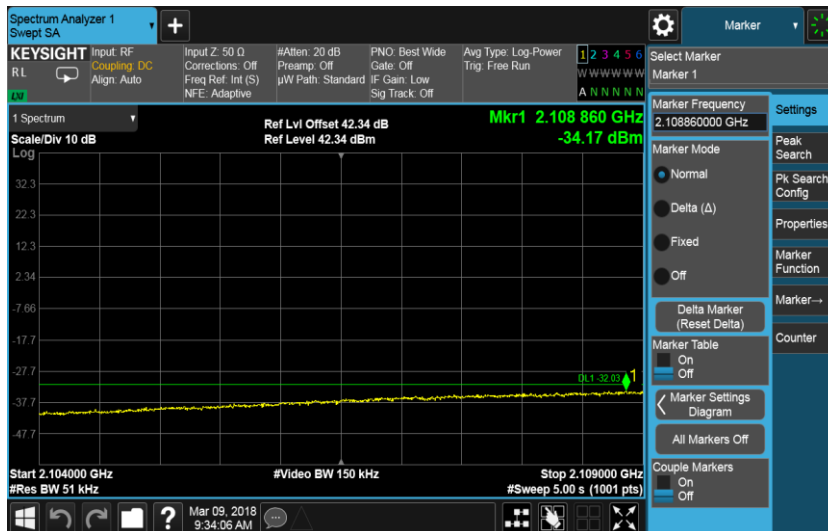 Spectrum Analyzer 1
Swept SA
Marker
KEYSIGHT
RL
LXI
Input: RF
Coupling: DC
Align: Auto
Input Z: 50 Ω
Corrections: Off
Freq Ref: Int (S)
NFE: Adaptive
#Atten: 20 dB
Preamp: Off
µW Path: Standard
PNO: Best Wide
Gate: Off
IF Gain: Low
Sig Track: Off
Avg Type: Log-Power
Trig: Free Run
1 2 3 4 5 6
W W W W W W
A N N N N N
Select Marker
Marker 1
1 Spectrum
Scale/Div 10 dB
Log
Ref Lvl Offset 42.34 dB
Ref Level 42.34 dBm
Mkr1 2.108 860 GHz
-34.17 dBm
32.3
22.3
12.3
2.34
-7.66
-17.7
-27.7
-37.7
-47.7
DL1 -32.03
1
Start 2.104000 GHz
#Res BW 51 kHz
#Video BW 150 kHz
Stop 2.109000 GHz
#Sweep 5.00 s (1001 pts)
Marker Frequency
2.108860000 GHz
Marker Mode
Normal
Delta (Δ)
Fixed
Off
Delta Marker
(Reset Delta)
Marker Table
On
Off
Marker Settings
Diagram
All Markers Off
Couple Markers
On
Off
Settings
Peak
Search
Pk Search
Config
Properties
Marker
Function
Marker→
Counter
?
Mar 09, 2018
9:34:06 AM